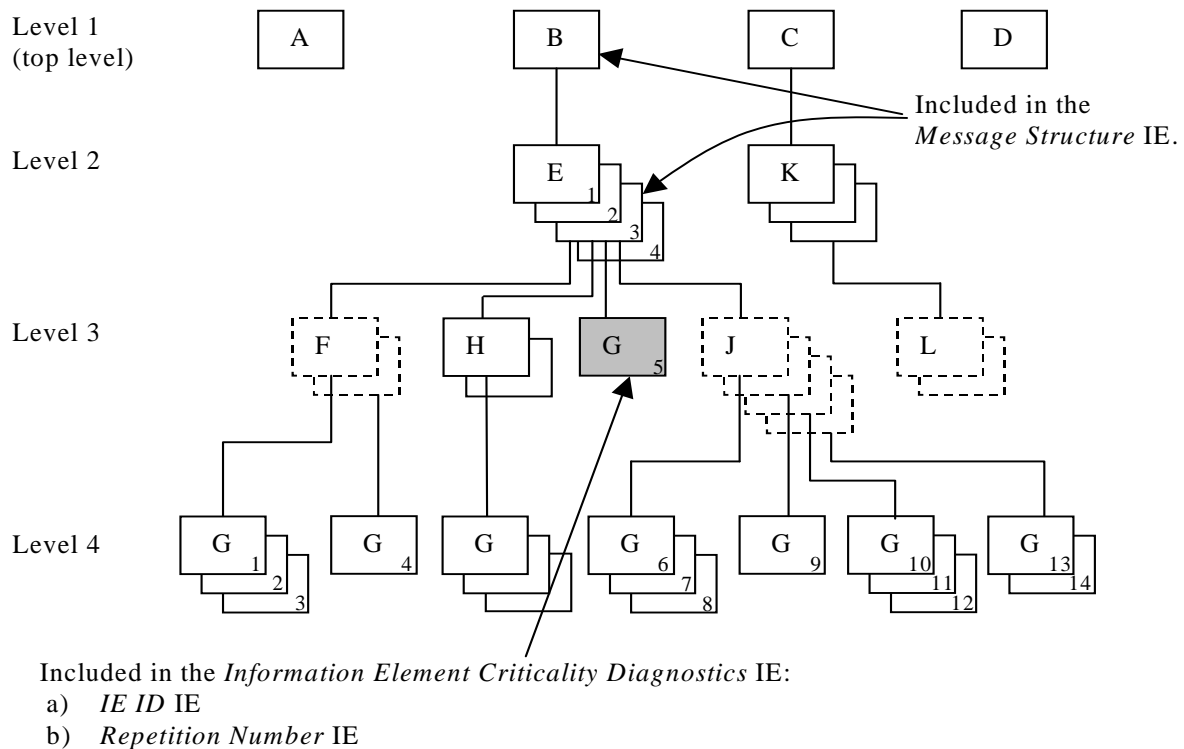 Level 1
(top level)
A B C D
Included in the
Message Structure IE.
Level 2
E 1 2 3 4
K
Level 3
F H G 5 J L
Level 4
G 1 2 3
G 4
G
G 6 7 8
G 9
G 10 11 12
G 13 14
Included in the Information Element Criticality Diagnostics IE:
a) IE ID IE
b) Repetition Number IE